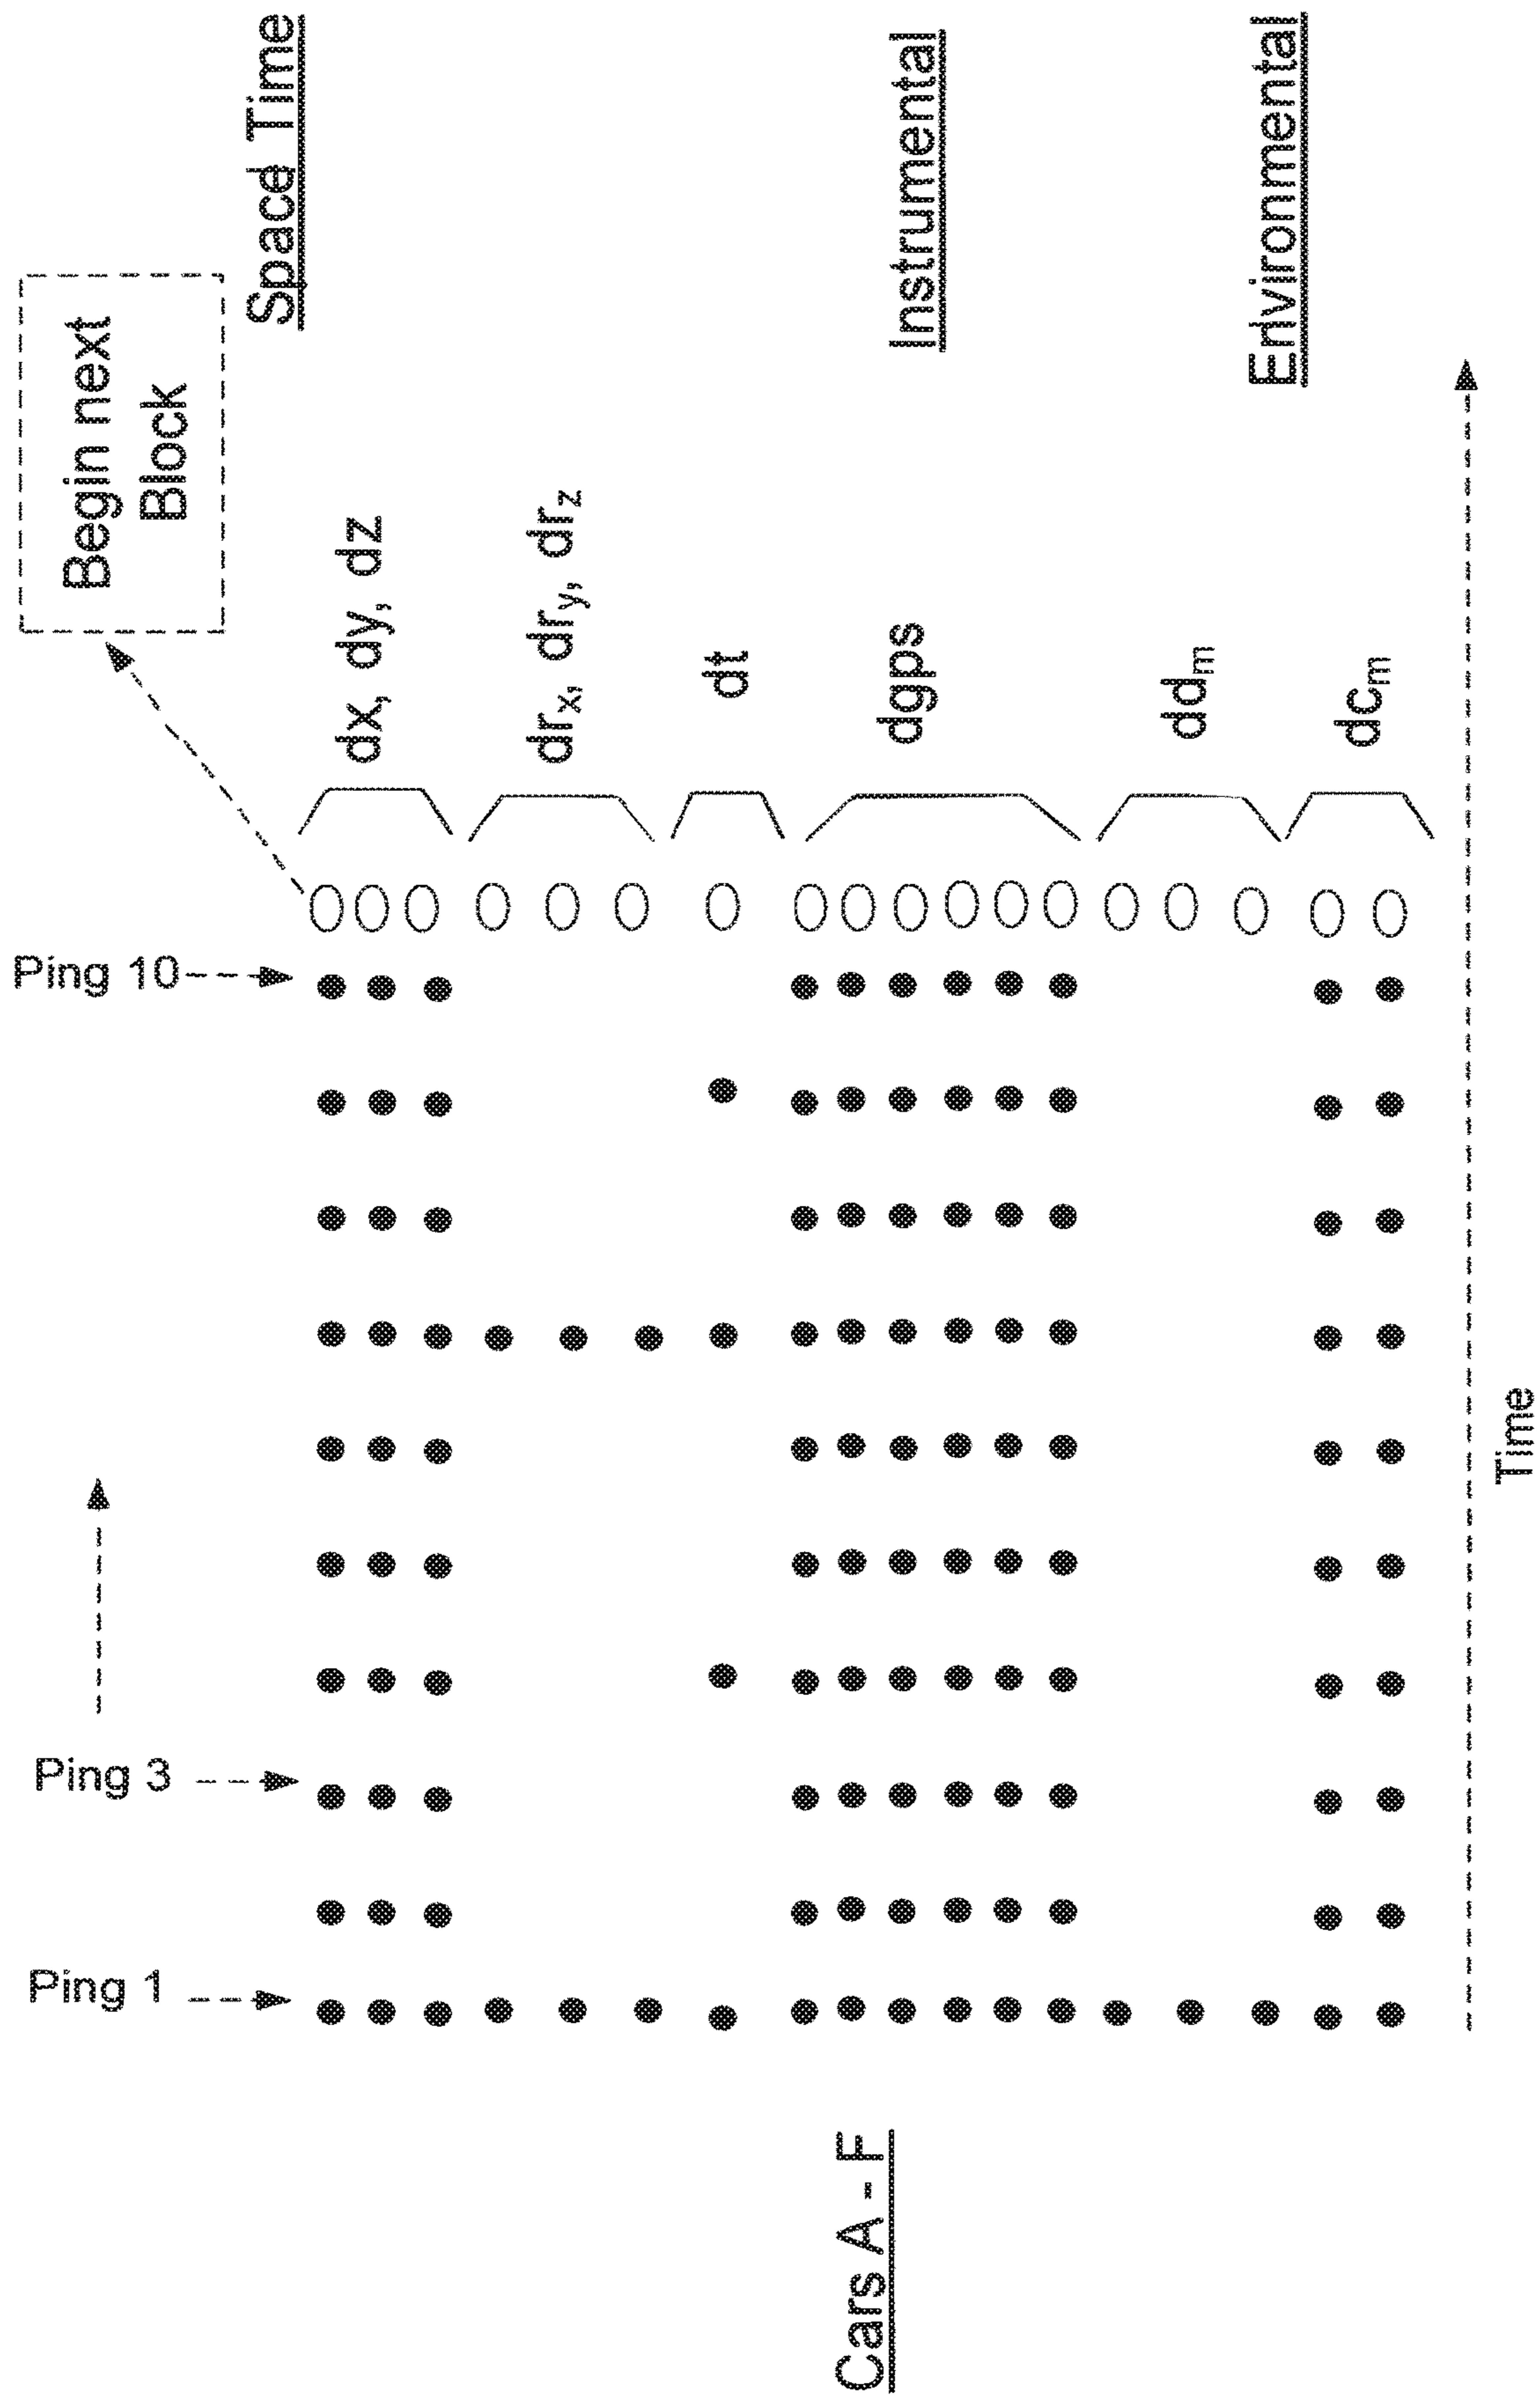 Ping 1
Ping 3
Ping 10
Begin next
Block
Space Time
dx, dy, dz
drx, dry, drz
dt
Instrumental
dgps
Environmental
ddm
dcm
Cars A - F
Time